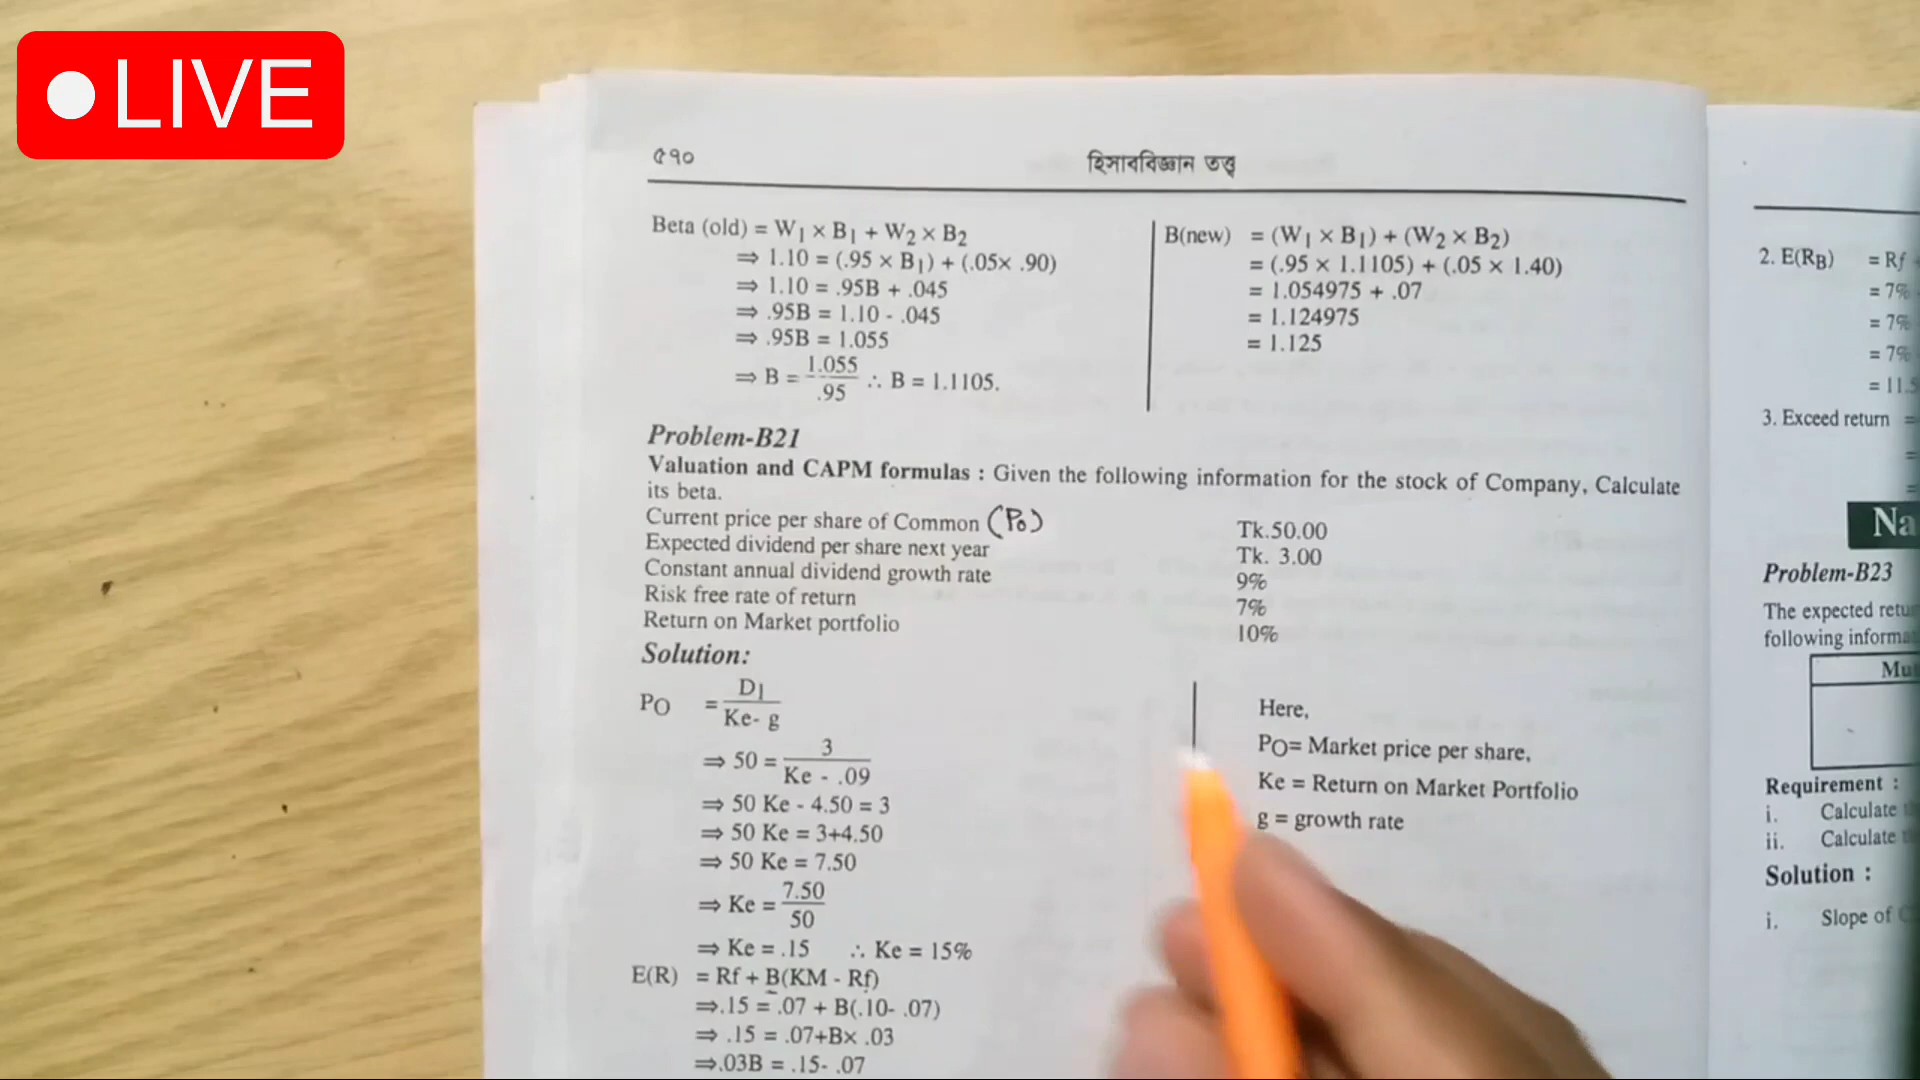 LIVE
৫৭০
হিসাববিজ্ঞান তত্ত্ব
Beta (old) = W1 × B1 + W2 × B2
⇒ 1.10 = (.95 × B1) + (.05× .90)
⇒ 1.10 = .95B + .045
⇒ .95B = 1.10 - .045
⇒ .95B = 1.055
⇒ B = 1.055/.95 ∴ B = 1.1105.
B(new) = (W1 × B1) + (W2 × B2)
= (.95 × 1.1105) + (.05 × 1.40)
= 1.054975 + .07
= 1.124975
= 1.125
Problem-B21
Valuation and CAPM formulas : Given the following information for the stock of Company, Calculate
its beta.
Current price per share of Common (P0) Tk.50.00
Expected dividend per share next year Tk. 3.00
Constant annual dividend growth rate 9%
Risk free rate of return 7%
Return on Market portfolio 10%
Solution:
PO = D1/Ke- g
⇒ 50 = 3/Ke - .09
⇒ 50 Ke - 4.50 = 3
⇒ 50 Ke = 3+4.50
⇒ 50 Ke = 7.50
⇒ Ke = 7.50/50
⇒ Ke = .15 ∴ Ke = 15%
E(R) = Rf + B(KM - Rf)
⇒.15 = .07 + B(.10- .07)
⇒ .15 = .07+B× .03
⇒.03B = .15- .07
Here,
PO= Market price per share,
Ke = Return on Market Portfolio
g = growth rate
2. E(RB) = Rf
= 7%
= 7%
= 7%
= 11.5
3. Exceed return =
=
=
Na
Problem-B23
The expected
following
Requirement :
i. Calculate
ii. Calculate
Solution :
i. Slope of